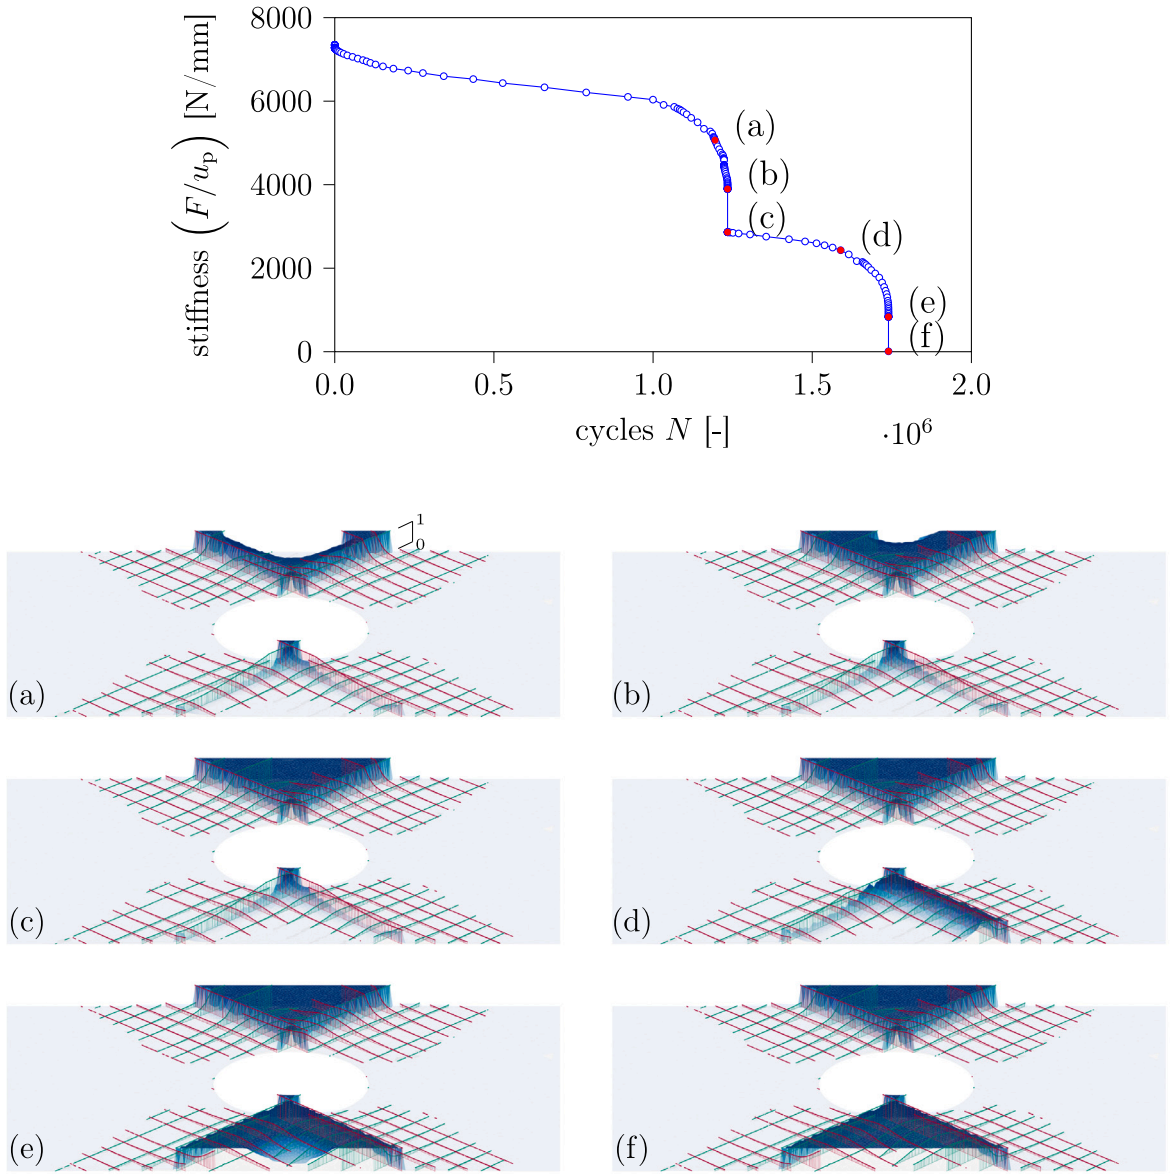 8000
6000
4000
2000
0
stiffness (F/u_p) [N/mm]
(a)
(b)
(c)
(d)
(e)
(f)
0.0 0.5 1.0 1.5 2.0
cycles N [-] ·10^6
1
0
(a) (b)
(c) (d)
(e) (f)